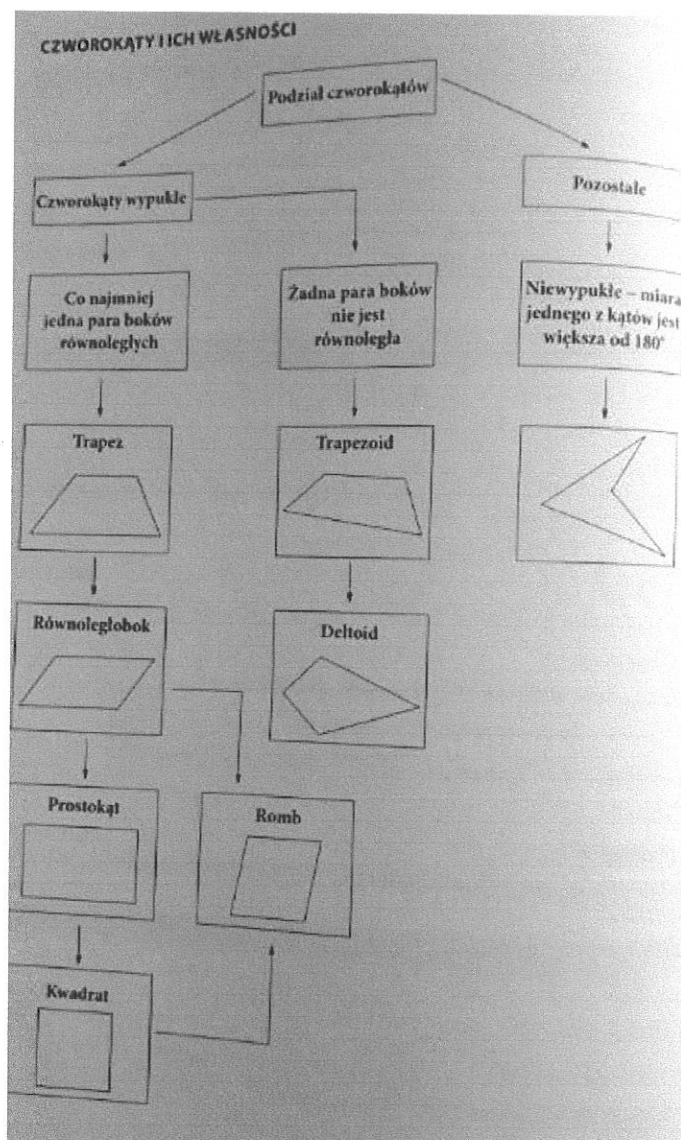 CZWOROKĄTY I ICH WŁASNOŚCI
Podział czworokątów
Czworokąty wypukłe
Pozostałe
Co najmniej
jedna para boków
równoległych
Żadna para boków
nie jest
równoległa
Niewypukłe – miara
jednego z kątów jest
większa od 180°
Trapez
Trapezoid
Równoległobok
Deltoid
Prostokąt
Romb
Kwadrat